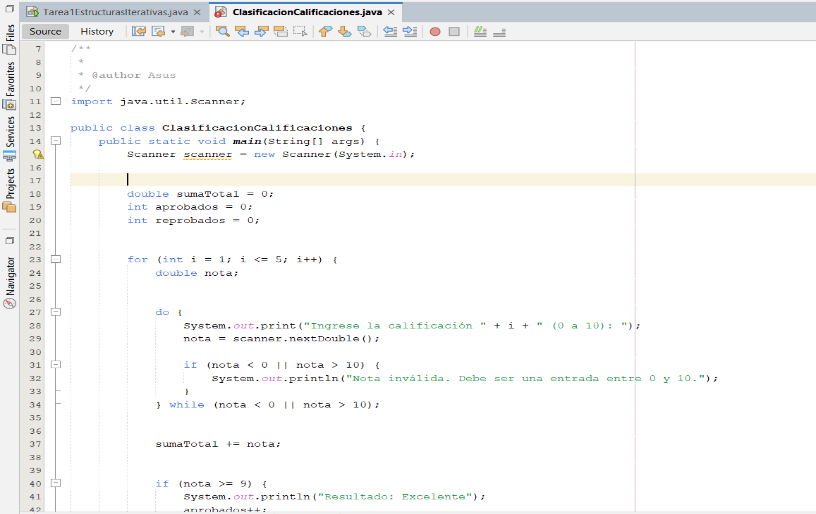 Tarea1EstructurasIterativas.java
ClasificacionCalificaciones.java
Source
History
Files
Favorites
Services
Projects
Navigator
7 /**
8 *
9 * @author Asus
10 */
11 import java.util.Scanner;
12
13 public class ClasificacionCalificaciones {
14 public static void main(String[] args) {
Scanner scanner = new Scanner(System.in);
16
17
18 double sumaTotal = 0;
19 int aprobados = 0;
20 int reprobados = 0;
21
22
23 for (int i = 1; i <= 5; i++) {
24 double nota;
25
26
27 do {
28 System.out.print("Ingrese la calificación " + i + " (0 a 10): ");
29 nota = scanner.nextDouble();
30
31 if (nota < 0 || nota > 10) {
32 System.out.println("Nota inválida. Debe ser una entrada entre 0 y 10.");
33 }
34 } while (nota < 0 || nota > 10);
35
36
37 sumaTotal += nota;
38
39
40 if (nota >= 9) {
41 System.out.println("Resultado: Excelente");
42 aprobados++;